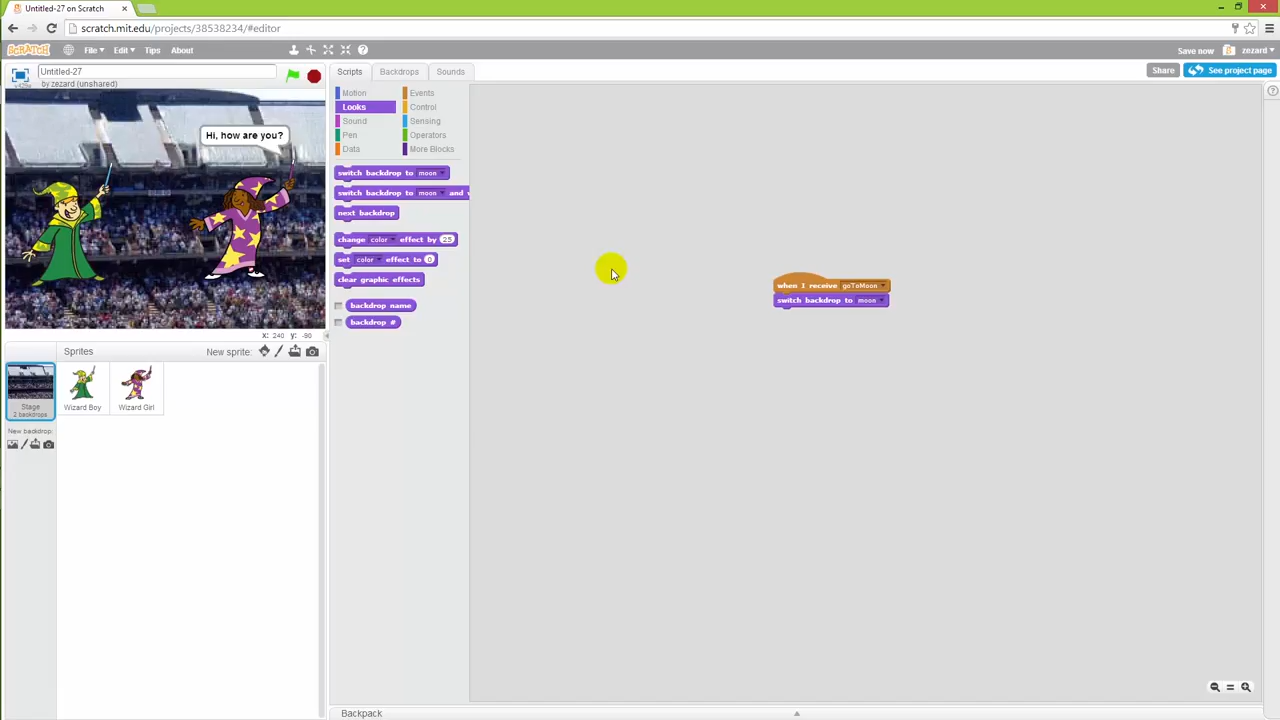 Untitled-27 on Scratch
scratch.mit.edu/projects/38538234/#editor
SCRATCH File Edit Tips About Save now zezard
Untitled-27
by zezard (unshared)
Scripts Backdrops Sounds Share See project page
Hi, how are you?
Motion Events
Looks Control
Sound Sensing
Pen Operators
Data More Blocks
switch backdrop to moon
switch backdrop to moon and
next backdrop
change color effect by 25
set color effect to 0
clear graphic effects
backdrop name
backdrop #
when I receive goToMoon
switch backdrop to moon
x: 240 y: -90
Sprites New sprite:
Stage
2 backdrops
Wizard Boy Wizard Girl
New backdrop:
Backpack